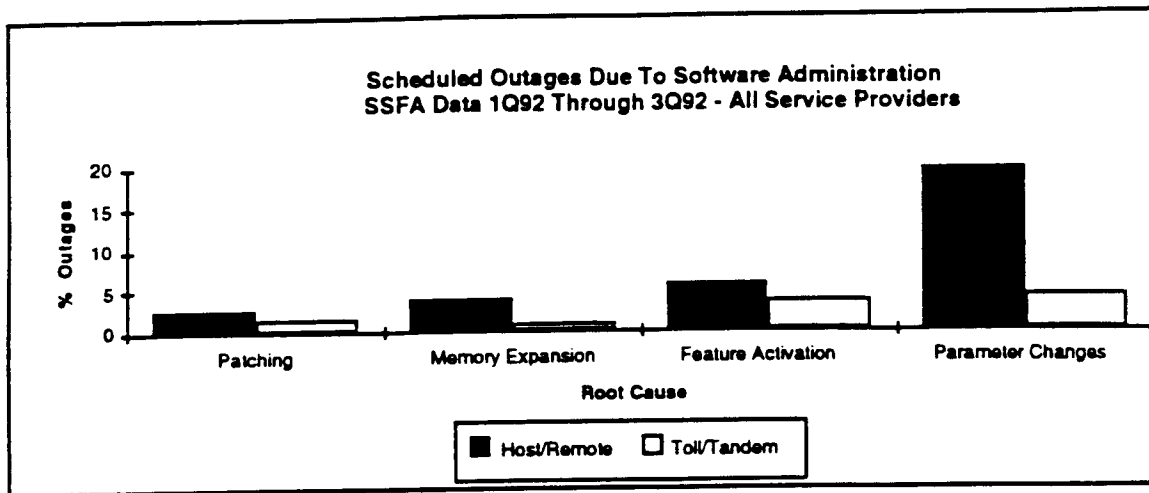 Scheduled Outages Due To Software Administration
SSFA Data 1Q92 Through 3Q92 - All Service Providers
% Outages
20
15
10
5
0
Patching
Memory Expansion
Feature Activation
Parameter Changes
Root Cause
Host/Remote
Toll/Tandem